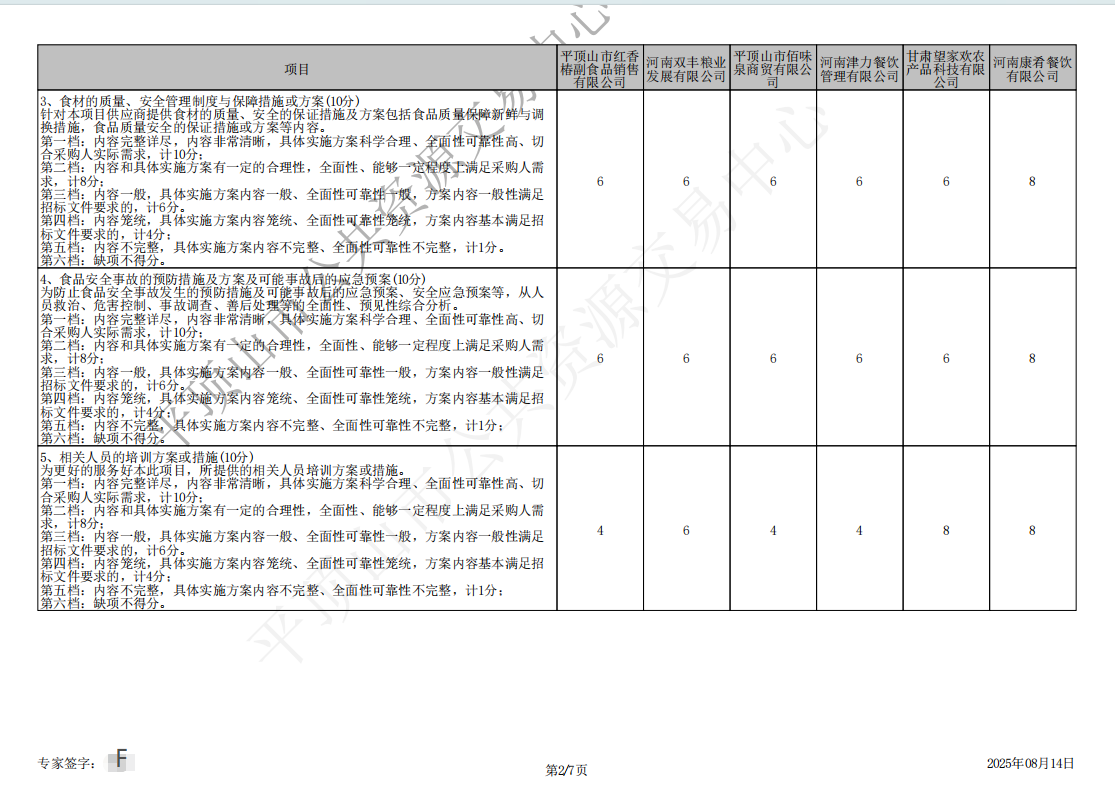 项目
平顶山市红香
椿副食品销售
有限公司
河南双丰粮业
发展有限公司
平顶山市佰味
泉商贸有限公
司
河南津力餐饮
管理有限公司
甘肃望家欢农
产品科技有限
公司
河南康肴餐饮
有限公司
3、食材的质量、安全管理制度与保障措施或方案(10分)
针对本项目供应商提供食材的质量、安全的保证措施及方案包括食品质量保障新鲜与调
换措施，食品质量安全的保证措施或方案等内容。
第一档：内容完整详尽，内容非常清晰，具体实施方案科学合理、全面性可靠性高、切
合采购人实际需求，计10分；
第二档：内容和具体实施方案有一定的合理性，全面性、能够一定程度上满足采购人需
求，计8分；
第三档：内容一般，具体实施方案内容一般、全面性可靠性一般，方案内容一般性满足
招标文件要求的，计6分。
第四档：内容笼统，具体实施方案内容笼统、全面性可靠性笼统，方案内容基本满足招
标文件要求的，计4分；
第五档：内容不完整，具体实施方案内容不完整、全面性可靠性不完整，计1分。
第六档：缺项不得分。
6 6 6 6 6 8
4、食品安全事故的预防措施及方案及可能事故后的应急预案(10分)
为防止食品安全事故发生的预防措施及可能事故后的应急预案、安全应急预案等，从人
员救治、危害控制、事故调查、善后处理等的全面性、预见性综合分析。
第一档：内容完整详尽，内容非常清晰，具体实施方案科学合理、全面性可靠性高、切
合采购人实际需求，计10分；
第二档：内容和具体实施方案有一定的合理性，全面性、能够一定程度上满足采购人需
求，计8分；
第三档：内容一般，具体实施方案内容一般、全面性可靠性一般，方案内容一般性满足
招标文件要求的，计6分。
第四档：内容笼统，具体实施方案内容笼统、全面性可靠性笼统，方案内容基本满足招
标文件要求的，计4分；
第五档：内容不完整，具体实施方案内容不完整、全面性可靠性不完整，计1分；
第六档：缺项不得分。
6 6 6 6 6 8
5、相关人员的培训方案或措施(10分)
为更好的服务好本此项目，所提供的相关人员培训方案或措施。
第一档：内容完整详尽，内容非常清晰，具体实施方案科学合理、全面性可靠性高、切
合采购人实际需求，计10分；
第二档：内容和具体实施方案有一定的合理性，全面性、能够一定程度上满足采购人需
求，计8分；
第三档：内容一般，具体实施方案内容一般、全面性可靠性一般，方案内容一般性满足
招标文件要求的，计6分。
第四档：内容笼统，具体实施方案内容笼统、全面性可靠性笼统，方案内容基本满足招
标文件要求的，计4分；
第五档：内容不完整，具体实施方案内容不完整、全面性可靠性不完整，计1分；
第六档：缺项不得分。
4 6 4 4 8 8
平顶山市公共资源交易中心
平顶山市公共资源交易中心
专家签字： F
第2/7页
2025年08月14日